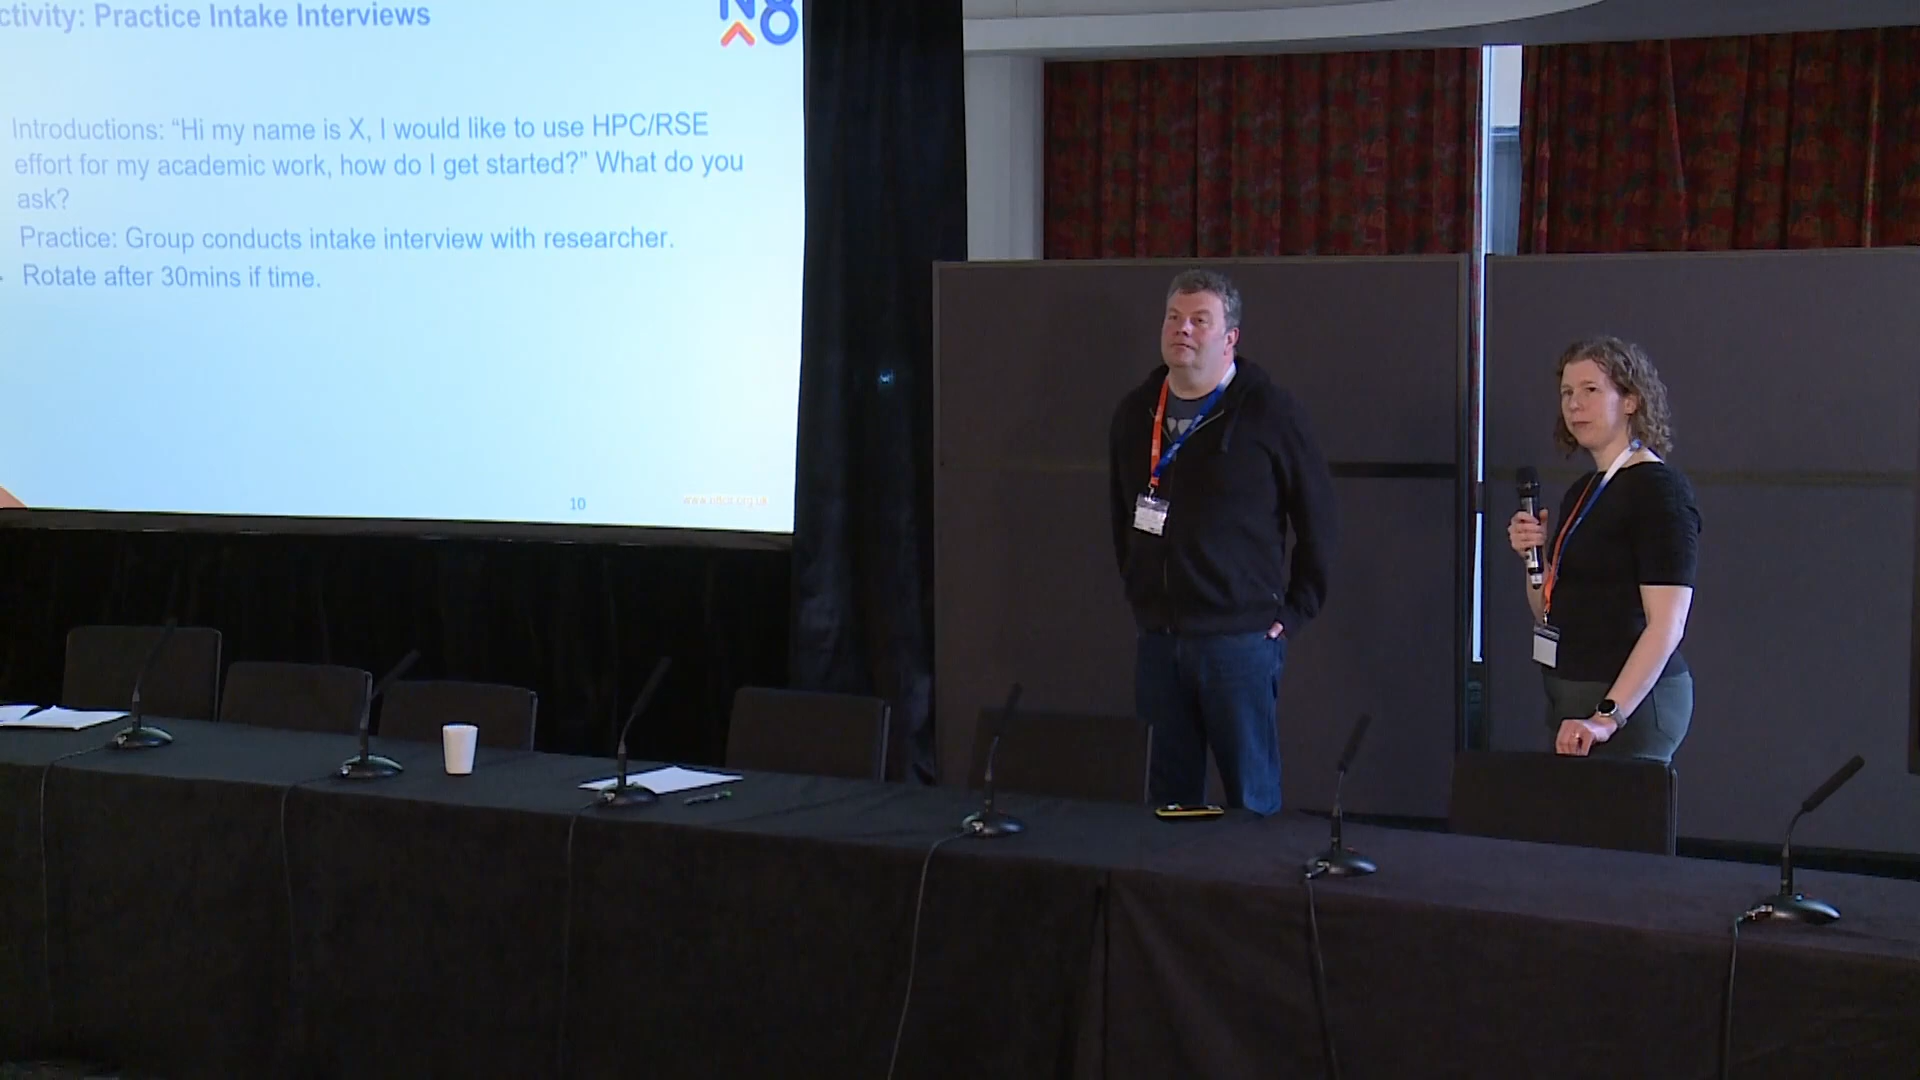 ctivity: Practice Intake Interviews
N8
Introductions: “Hi my name is X, I would like to use HPC/RSE
effort for my academic work, how do I get started?” What do you
ask?
Practice: Group conducts intake interview with researcher.
Rotate after 30mins if time.
10